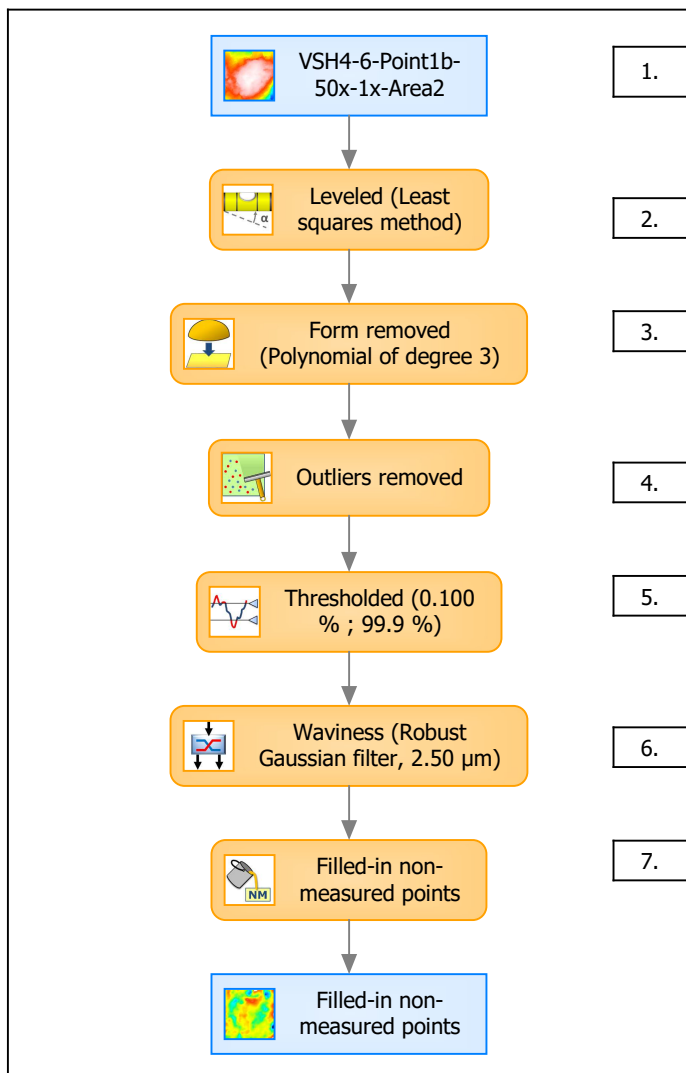 VSH4-6-Point1b-
50x-1x-Area2
1.
Leveled (Least
squares method)
α
2.
Form removed
(Polynomial of degree 3)
3.
Outliers removed
4.
Thresholded (0.100
% ; 99.9 %)
5.
Waviness (Robust
Gaussian filter, 2.50 µm)
6.
Filled-in non-
measured points
NM
7.
Filled-in non-
measured points